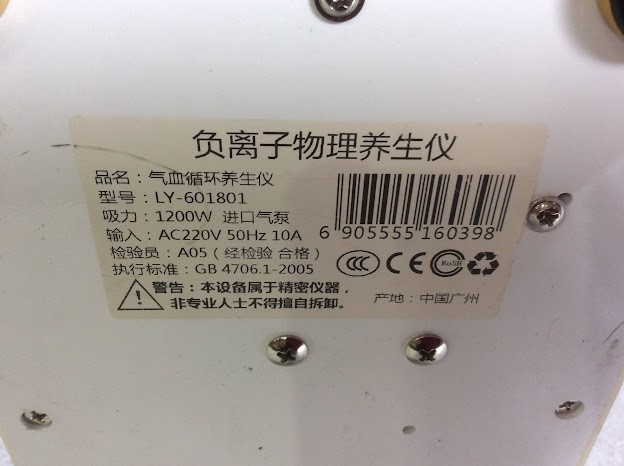 负离子物理养生仪
品名：气血循环养生仪
型号：LY-601801
吸力：1200W 进口气泵
输入：AC220V 50Hz 10A
检验员：A05（经检验 合格）
执行标准：GB 4706.1-2005
6 905555 160398
CCC CE RoSH
警告：本设备属于精密仪器，
非专业人士不得擅自拆卸。
产地：中国广州